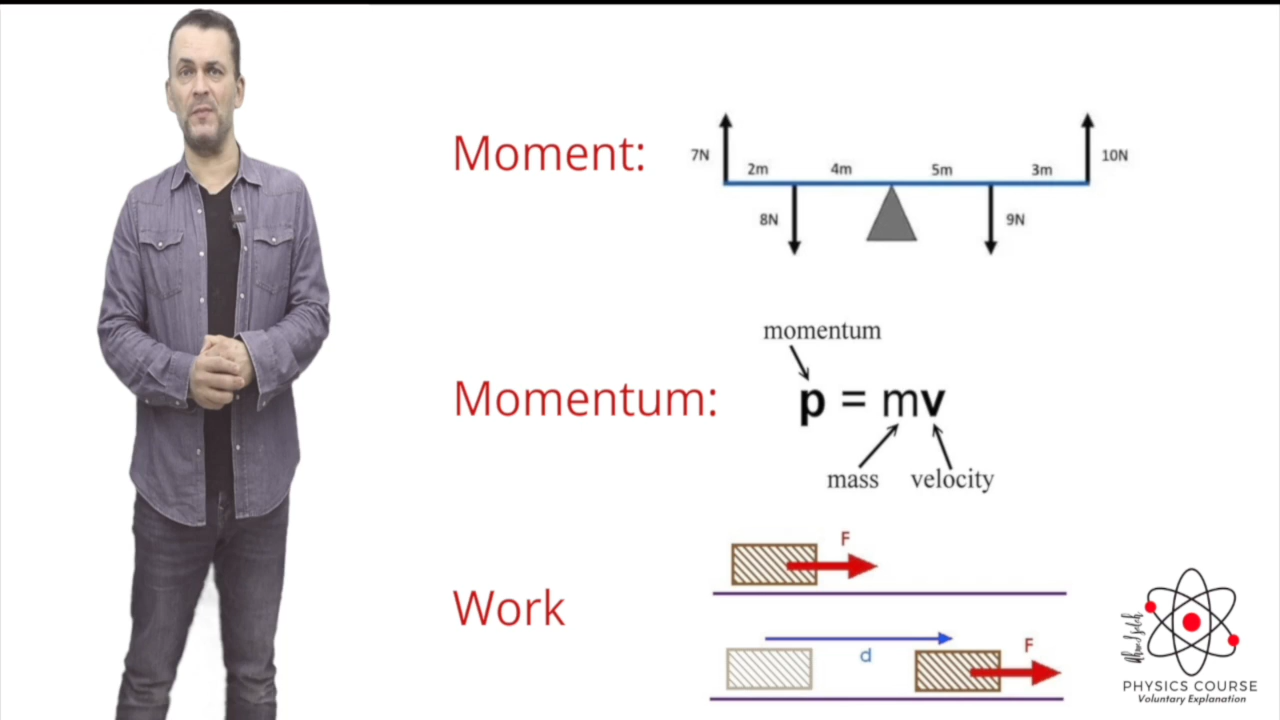 Moment:
7N
2m
4m
5m
3m
10N
8N
9N
momentum
Momentum:
p = mv
mass
velocity
F
Work
d
F
PHYSICS COURSE
Voluntary Explanation